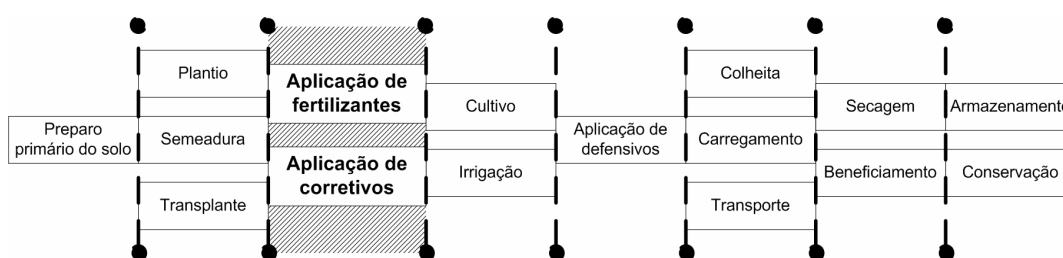 Preparo
primário do solo
Plantio
Semeadura
Transplante
Aplicação de
fertilizantes
Aplicação de
corretivos
Cultivo
Irrigação
Aplicação de
defensivos
Colheita
Carregamento
Transporte
Secagem
Beneficiamento
Armazenamento
Conservação